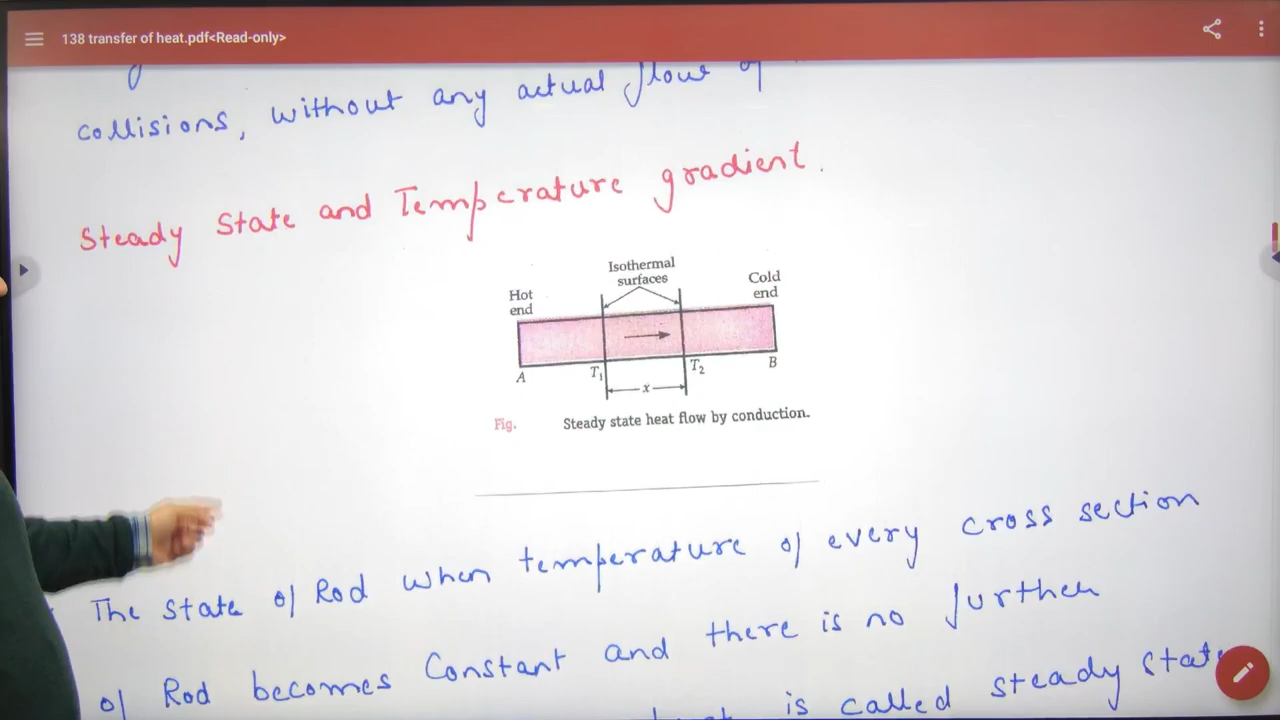 138 transfer of heat.pdf<Read-only>
collisions, without any actual flow of
Steady State and Temperature gradient.
Isothermal
surfaces
Hot
end
Cold
end
A
T1
x
T2
B
Fig. Steady state heat flow by conduction.
The state of Rod when temperature of every cross section
of Rod becomes Constant and there is no further
is called steady state